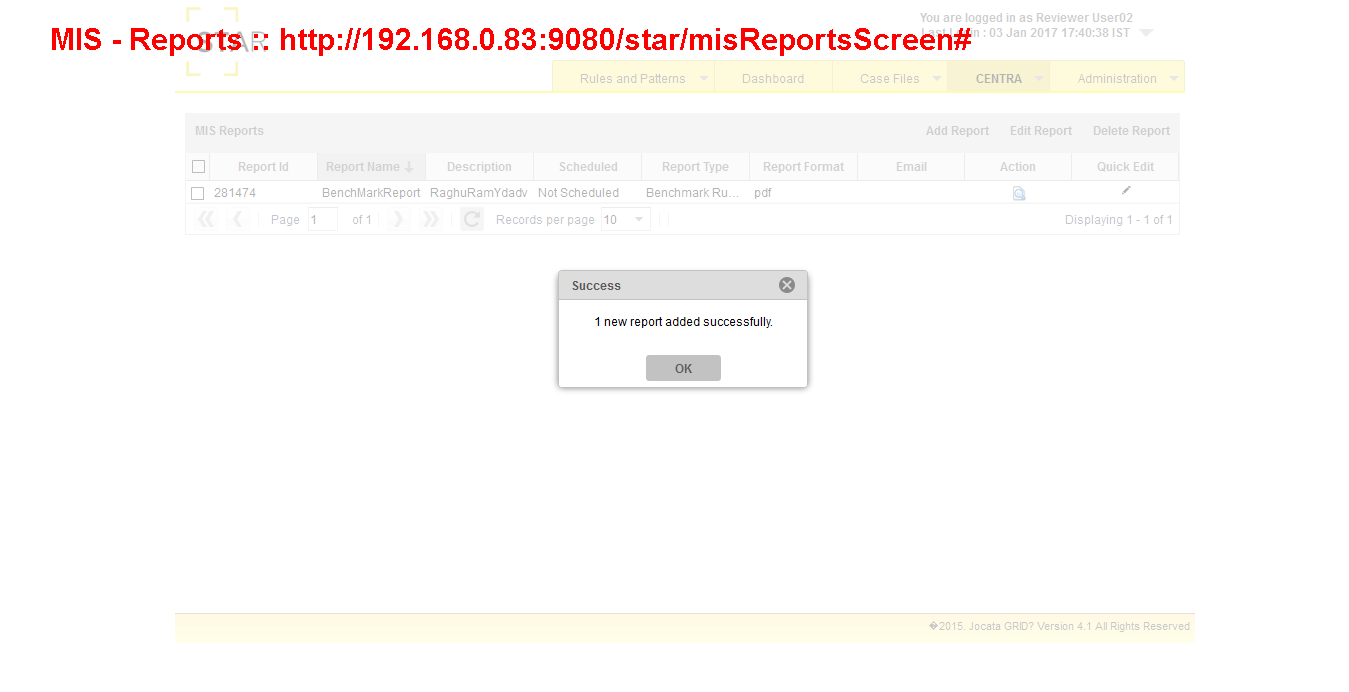 You are logged in as Reviewer User02
MIS - Reports :: http://192.168.0.83:9080/star/misReportsScreen#
STAR
Last Login : 03 Jan 2017 17:40:38 IST
Rules and Patterns Dashboard Case Files CENTRA Administration
MIS Reports Add Report Edit Report Delete Report
Report Id Report Name Description Scheduled Report Type Report Format Email Action Quick Edit
281474 BenchMarkReport RaghuRamYdadv Not Scheduled Benchmark Ru... pdf
Page 1 of 1 Records per page 10 Displaying 1 - 1 of 1
Success
1 new report added successfully.
OK
�2015. Jocata GRID? Version 4.1 All Rights Reserved